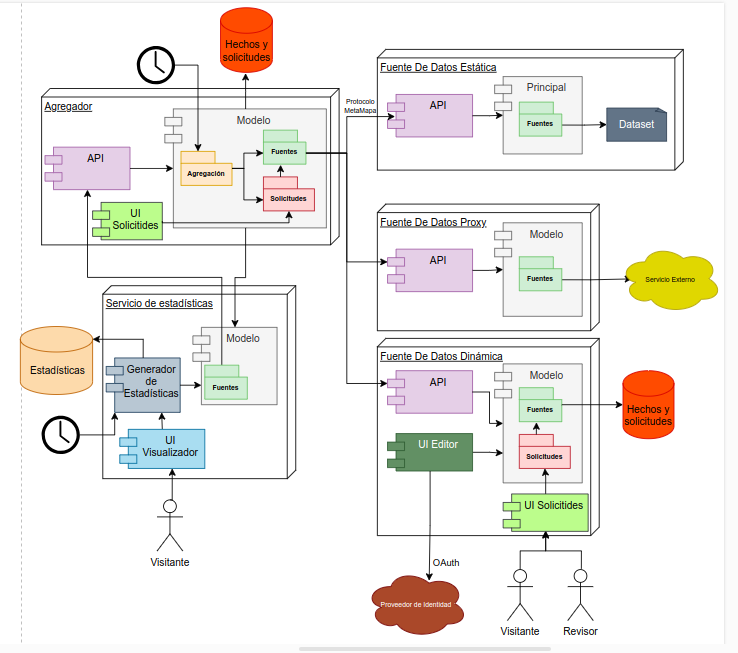 Hechos y
solicitudes
Agregador
Modelo
API
Agregación
Fuentes
Solicitudes
UI
Solicitides
Protocolo
MetaMapa
Fuente De Datos Estática
API
Principal
Fuentes
Dataset
Fuente De Datos Proxy
API
Modelo
Fuentes
Servicio Externo
Servicio de estadísticas
Modelo
Fuentes
Estadísticas
Generador
de
Estadísticas
UI
Visualizador
Visitante
Fuente De Datos Dinámica
API
Modelo
Fuentes
Solicitudes
UI Editor
UI Solicitides
Hechos y
solicitudes
OAuth
Proveedor de Identidad
Visitante
Revisor